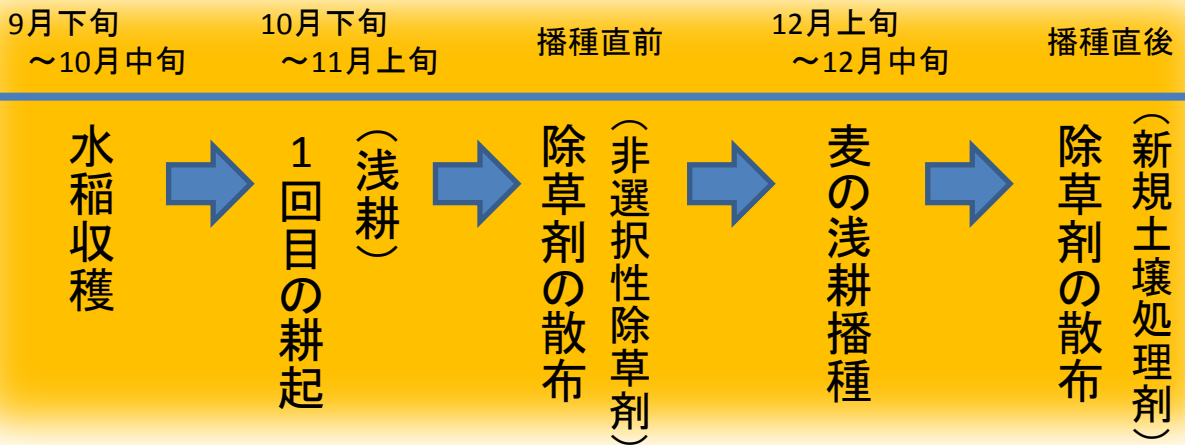 9月下旬
～10月中旬
10月下旬
～11月上旬
播種直前
12月上旬
～12月中旬
播種直後
水稲収穫
1回目の耕起
（浅耕）
除草剤の散布
（非選択性除草剤）
麦の浅耕播種
除草剤の散布
（新規土壌処理剤）